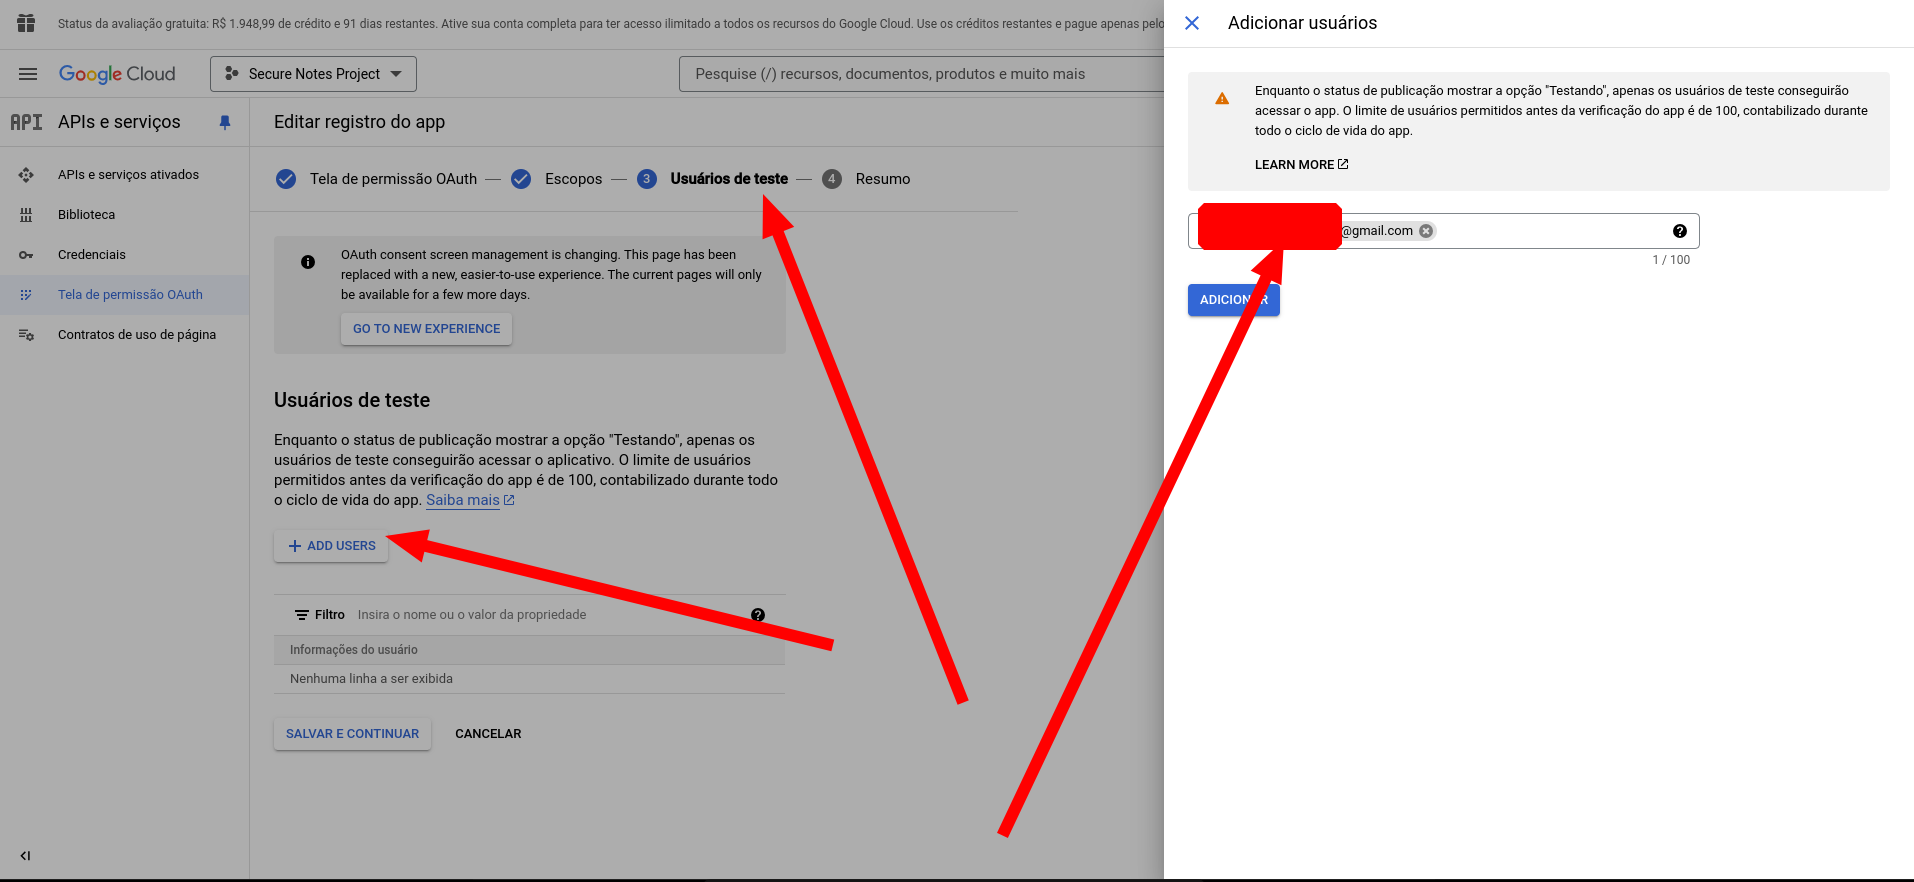 Status da avaliação gratuita: R$ 1.948,99 de crédito e 91 dias restantes. Ative sua conta completa para ter acesso ilimitado a todos os recursos do Google Cloud. Use os créditos restantes e pague apenas pelo
Google Cloud
Secure Notes Project
Pesquise (/) recursos, documentos, produtos e muito mais
API
APIs e serviços
APIs e serviços ativados
Biblioteca
Credenciais
Tela de permissão OAuth
Contratos de uso de página
Editar registro do app
Tela de permissão OAuth
Escopos
3 Usuários de teste
4 Resumo
OAuth consent screen management is changing. This page has been
replaced with a new, easier-to-use experience. The current pages will only
be available for a few more days.
GO TO NEW EXPERIENCE
Usuários de teste
Enquanto o status de publicação mostrar a opção "Testando", apenas os
usuários de teste conseguirão acessar o aplicativo. O limite de usuários
permitidos antes da verificação do app é de 100, contabilizado durante todo
o ciclo de vida do app. Saiba mais
ADD USERS
Filtro Insira o nome ou o valor da propriedade
Informações do usuário
Nenhuma linha a ser exibida
SALVAR E CONTINUAR
CANCELAR
Adicionar usuários
Enquanto o status de publicação mostrar a opção "Testando", apenas os usuários de teste conseguirão
acessar o app. O limite de usuários permitidos antes da verificação do app é de 100, contabilizado durante
todo o ciclo de vida do app.
LEARN MORE
@gmail.com
1 / 100
ADICIONAR